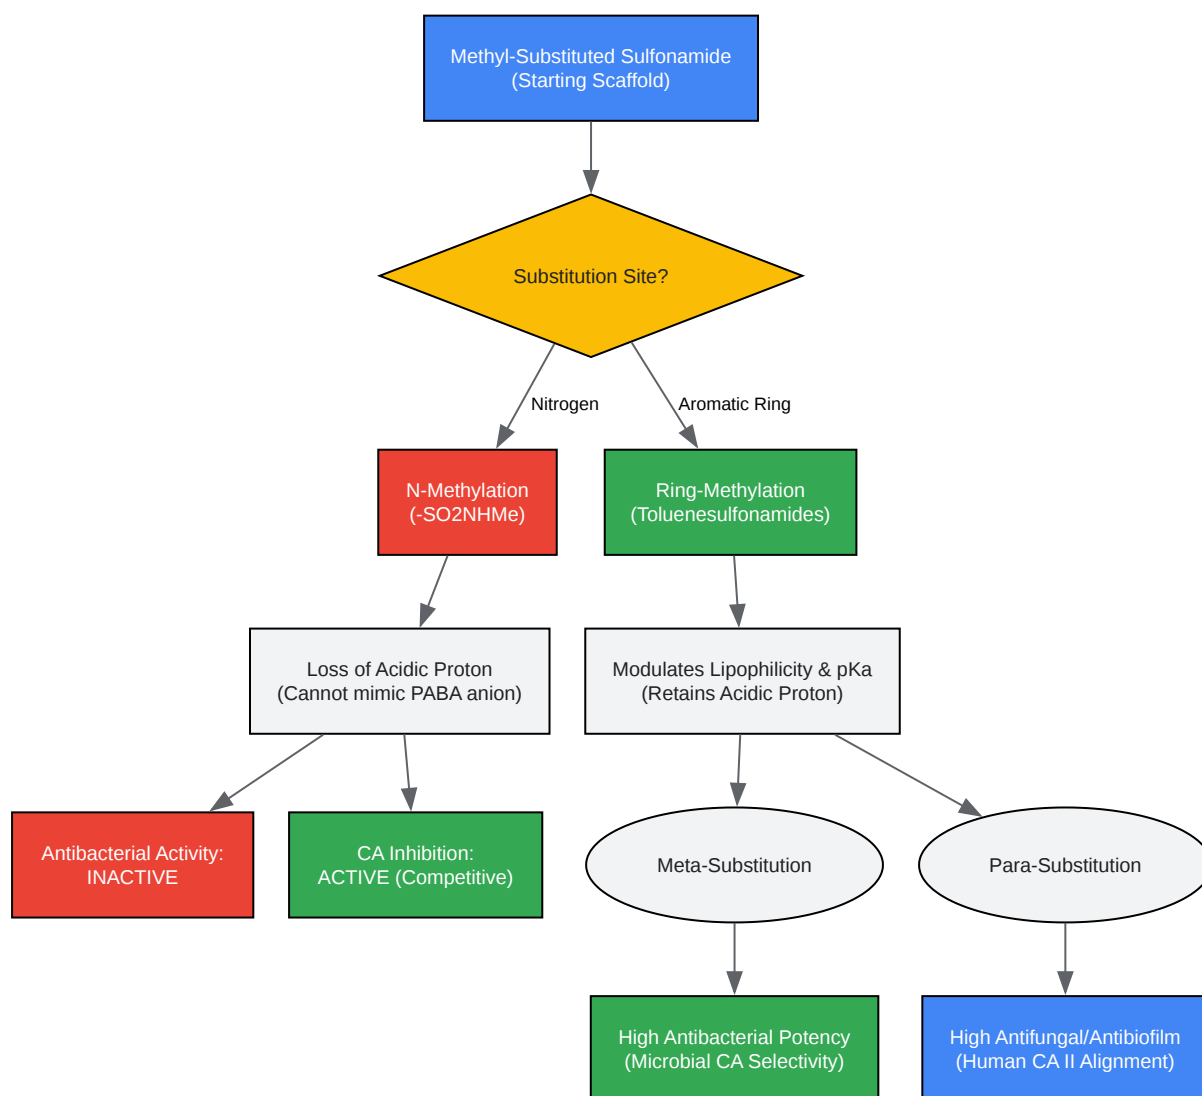 Methyl-Substituted Sulfonamide
(Starting Scaffold)
Substitution Site?
Nitrogen
Aromatic Ring
N-Methylation
(-SO2NHMe)
Ring-Methylation
(Toluenesulfonamides)
Loss of Acidic Proton
(Cannot mimic PABA anion)
Modulates Lipophilicity & pKa
(Retains Acidic Proton)
Antibacterial Activity:
INACTIVE
CA Inhibition:
ACTIVE (Competitive)
Meta-Substitution
Para-Substitution
High Antibacterial Potency
(Microbial CA Selectivity)
High Antifungal/Antibiofilm
(Human CA II Alignment)